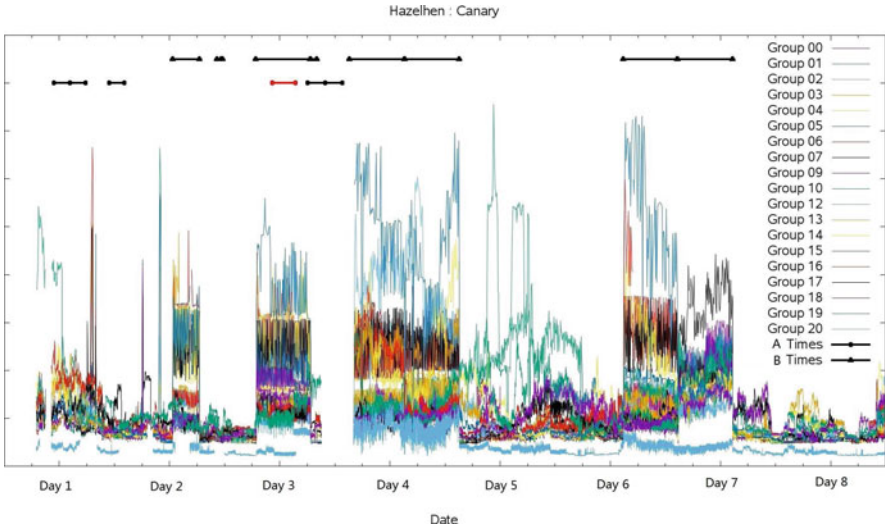 Hazelhen : Canary
Group 00
Group 01
Group 02
Group 03
Group 04
Group 05
Group 06
Group 07
Group 09
Group 10
Group 12
Group 13
Group 14
Group 15
Group 16
Group 17
Group 18
Group 19
Group 20
A Times
B Times
Day 1 Day 2 Day 3 Day 4 Day 5 Day 6 Day 7 Day 8
Date